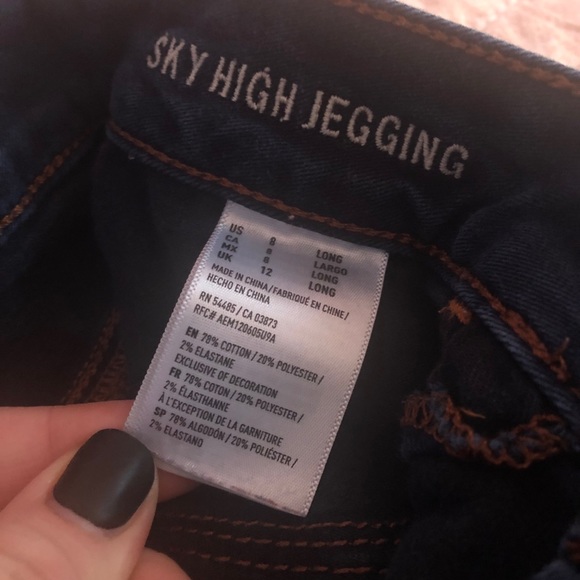 SKY HIGH JEGGING
US 8 LONG
CA 8 LARGO
MX 8 LONG
UK 12 LONG
MADE IN CHINA / FABRIQUÉ EN CHINE /
HECHO EN CHINA
RN 54485 / CA 03873
RFC# AEM120605U9A
EN 78% COTTON / 20% POLYESTER /
2% ELASTANE
EXCLUSIVE OF DECORATION
FR 78% COTON / 20% POLYESTER /
2% ÉLASTHANNE
À L'EXCEPTION DE LA GARNITURE
SP 78% ALGODÓN / 20% POLIÉSTER /
2% ELASTANO